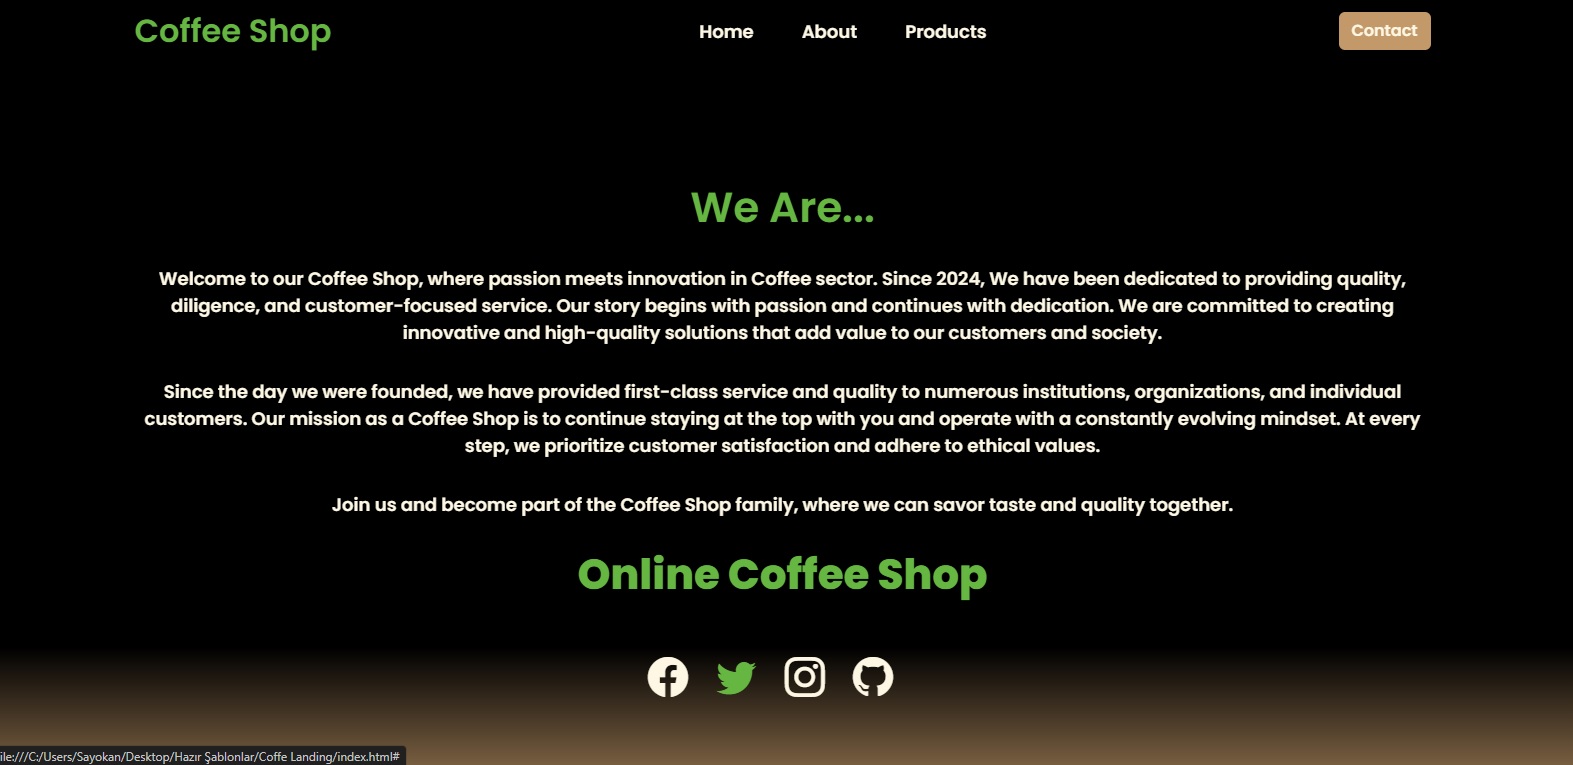 Coffee Shop
Home
About
Products
Contact
We Are...
Welcome to our Coffee Shop, where passion meets innovation in Coffee sector. Since 2024, We have been dedicated to providing quality,
diligence, and customer-focused service. Our story begins with passion and continues with dedication. We are committed to creating
innovative and high-quality solutions that add value to our customers and society.
Since the day we were founded, we have provided first-class service and quality to numerous institutions, organizations, and individual
customers. Our mission as a Coffee Shop is to continue staying at the top with you and operate with a constantly evolving mindset. At every
step, we prioritize customer satisfaction and adhere to ethical values.
Join us and become part of the Coffee Shop family, where we can savor taste and quality together.
Online Coffee Shop
ile:///C:/Users/Sayokan/Desktop/Hazır Şablonlar/Coffe Landing/index.html#